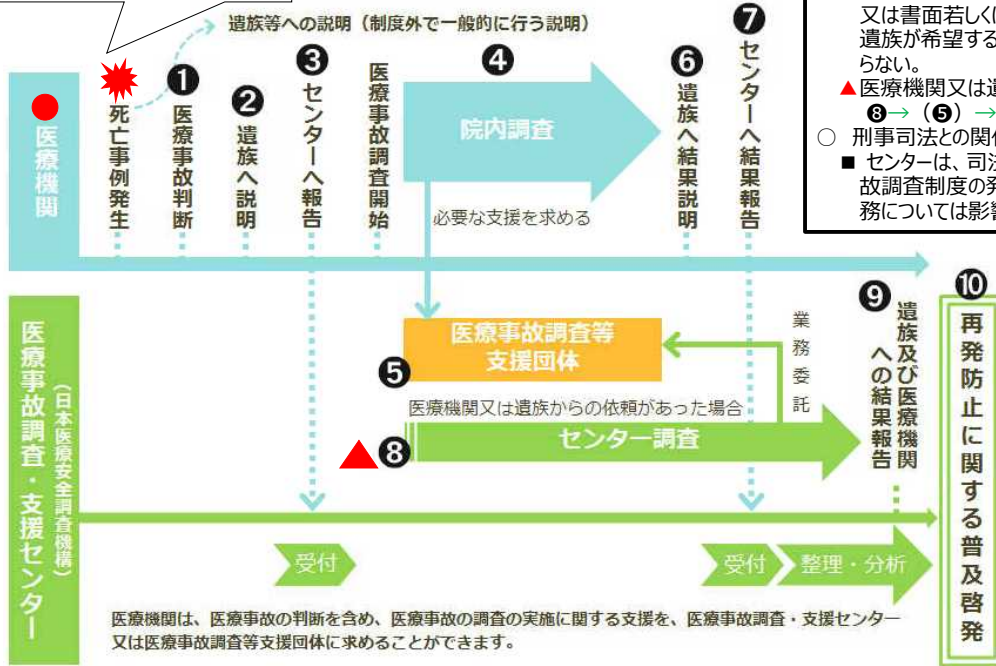 遺族等への説明（制度外で一般的に行う説明）
又は書面若しくは
遺族が希望する
らない。
▲医療機関又は遺
❽→（❺）→
○ 刑事司法との関
■ センターは、司法
故調査制度の発
務については影響
医療機関
死亡事例発生
❶
医療事故判断
❷
遺族へ説明
❸
センターへ報告
医療事故調査開始
❹
院内調査
必要な支援を求める
❻
遺族へ結果説明
❼
センターへ結果報告
医療事故調査・支援センター
（日本医療安全調査機構）
❺
医療事故調査等
支援団体
業務委託
医療機関又は遺族からの依頼があった場合
❽
センター調査
❾
遺族及び医療機関
への結果報告
❿
再発防止に関する普及啓発
受付
受付
整理・分析
医療機関は、医療事故の判断を含め、医療事故の調査の実施に関する支援を、医療事故調査・支援センター
又は医療事故調査等支援団体に求めることができます。